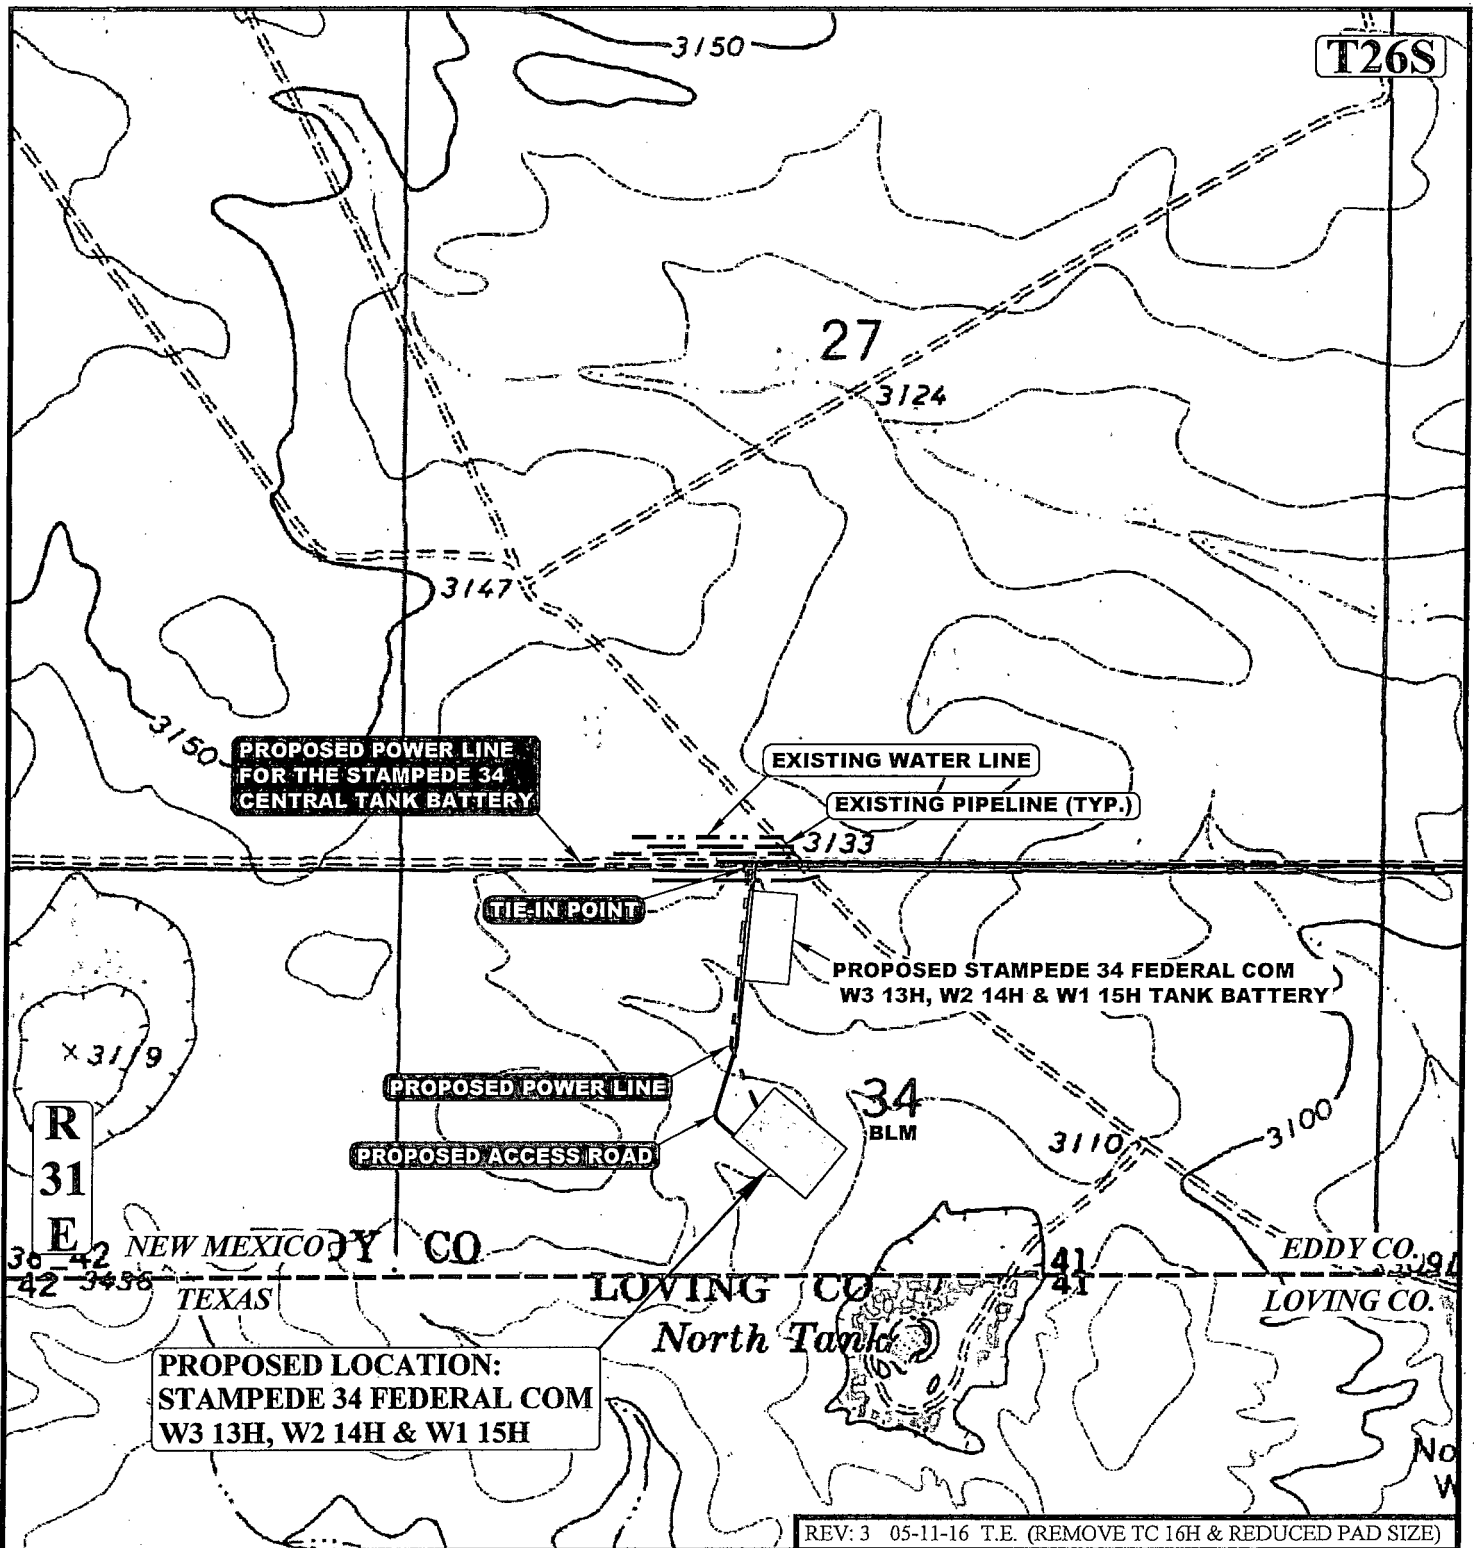 3150
T26S
27
3124
3147
3150
PROPOSED POWER LINE
FOR THE STAMPEDE 34
CENTRAL TANK BATTERY
EXISTING WATER LINE
EXISTING PIPELINE (TYP.)
3133
TIE-IN POINT
PROPOSED STAMPEDE 34 FEDERAL COM
W3 13H, W2 14H & W1 15H TANK BATTERY
3119
PROPOSED POWER LINE
34
BLM
R
31
E
3110
3100
PROPOSED ACCESS ROAD
NEW MEXICO
CO
EDDY CO.
42
42
41
41
TEXAS
LOVING CO
LOVING CO.
North Tank
PROPOSED LOCATION:
STAMPEDE 34 FEDERAL COM
W3 13H, W2 14H & W1 15H
No
W
REV: 3 05-11-16 T.E. (REMOVE TC 16H & REDUCED PAD SIZE)